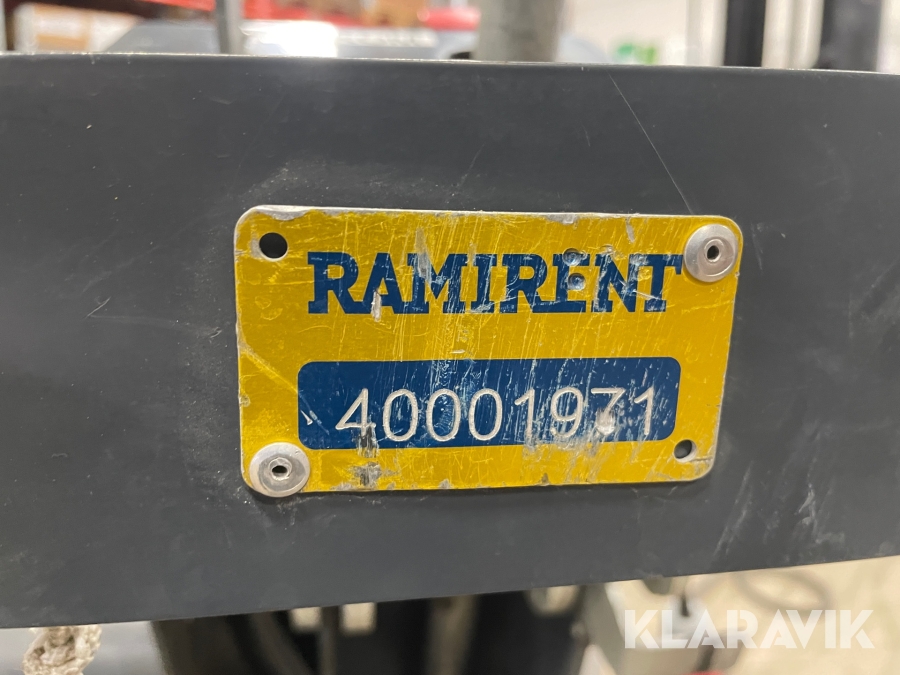 RAMIRENT
40001971
KLARAVIK